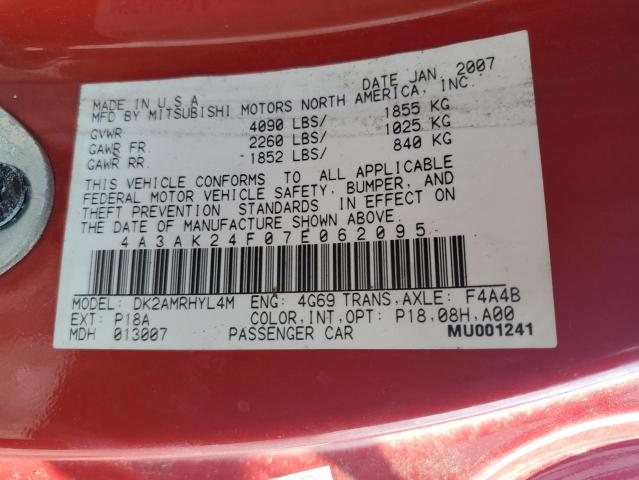 MADE IN U.S.A. DATE JAN. 2007
MFD BY MITSUBISHI MOTORS NORTH AMERICA, INC.
GVWR 4090 LBS/ 1855 KG
GAWR FR. 2260 LBS/ 1025 KG
GAWR RR. 1852 LBS/ 840 KG
THIS VEHICLE CONFORMS TO ALL APPLICABLE
FEDERAL MOTOR VEHICLE SAFETY, BUMPER, AND
THEFT PREVENTION STANDARDS IN EFFECT ON
THE DATE OF MANUFACTURE SHOWN ABOVE.
4A3AK24F07E062095
MODEL: DK2AMRHYL4M ENG: 4G69 TRANS,AXLE: F4A4B
EXT: P18A COLOR,INT,OPT: P18,08H,A00
MDH 013007 PASSENGER CAR MU001241